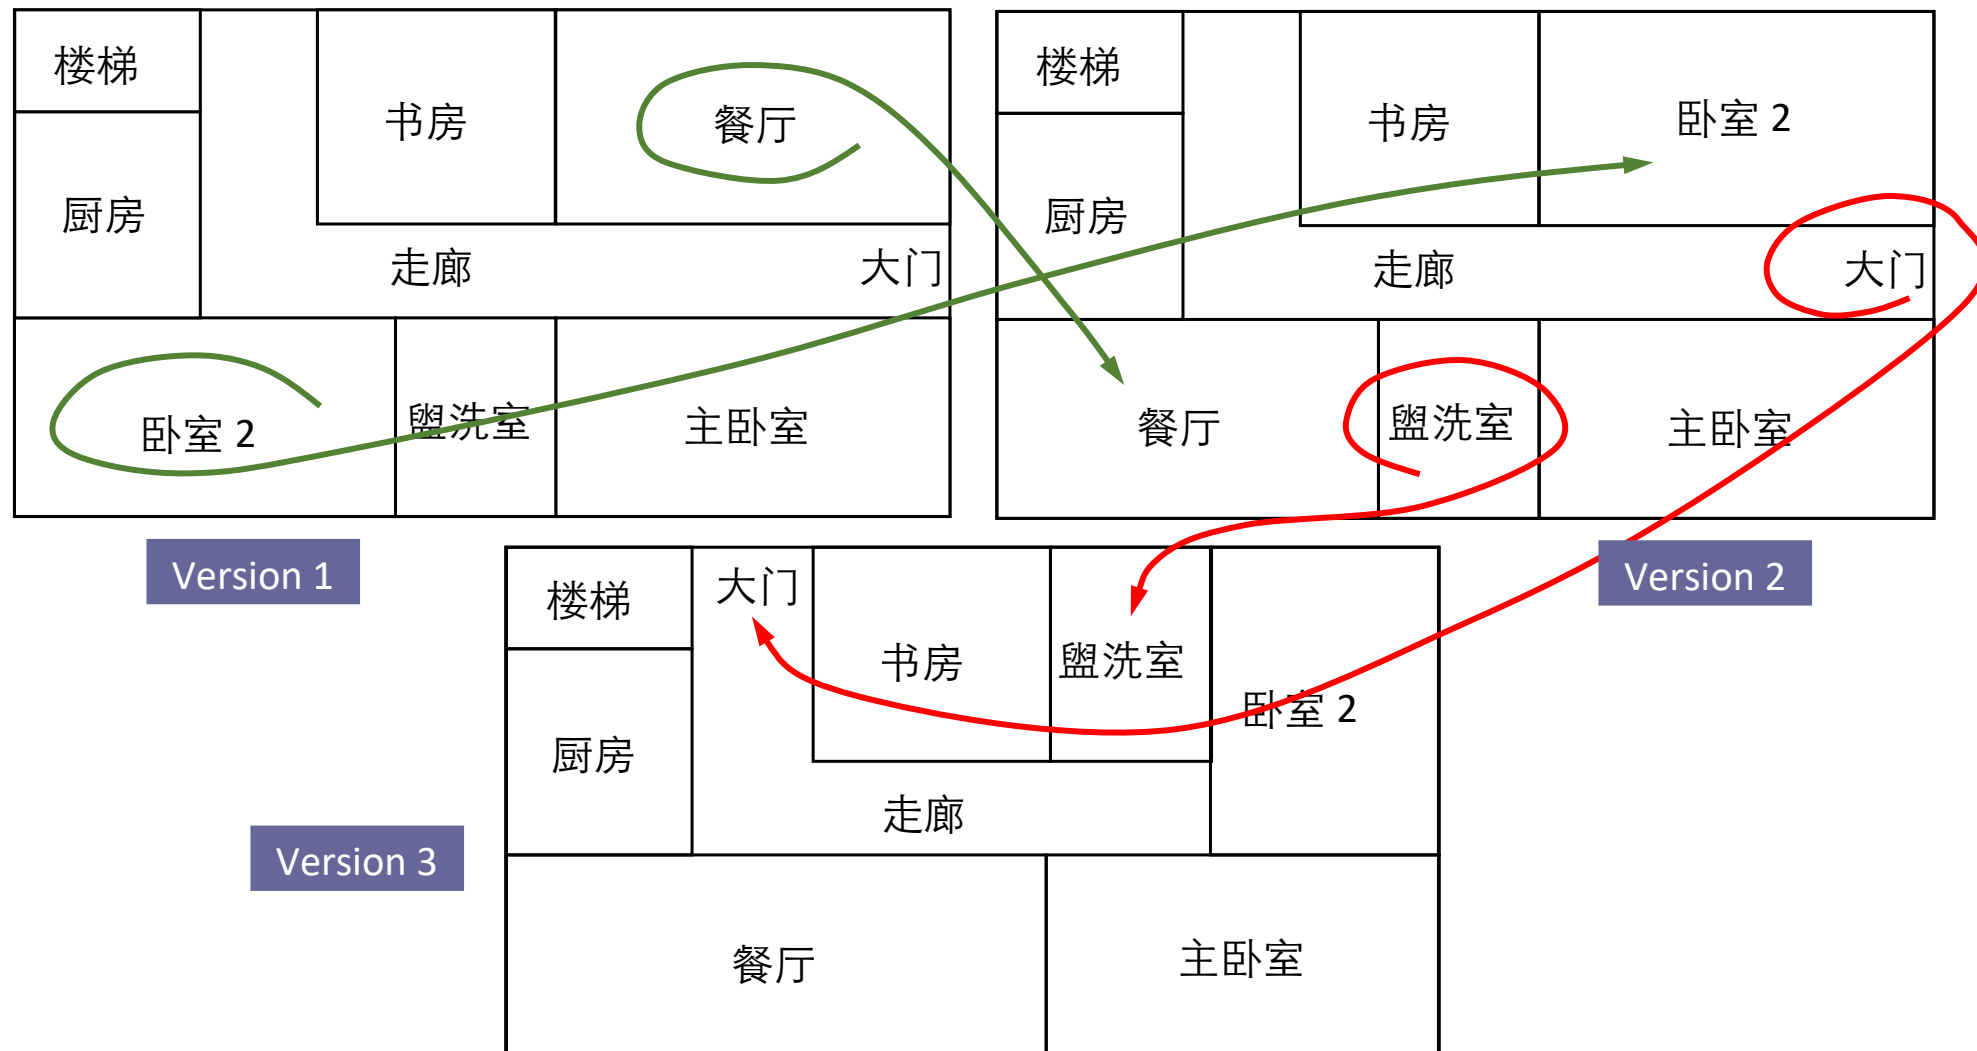 楼梯
书房
餐厅
厨房
走廊
大门
卧室 2
盥洗室
主卧室
Version 1
楼梯
书房
卧室 2
厨房
走廊
大门
餐厅
盥洗室
主卧室
Version 2
楼梯
大门
书房
盥洗室
卧室 2
厨房
走廊
Version 3
餐厅
主卧室